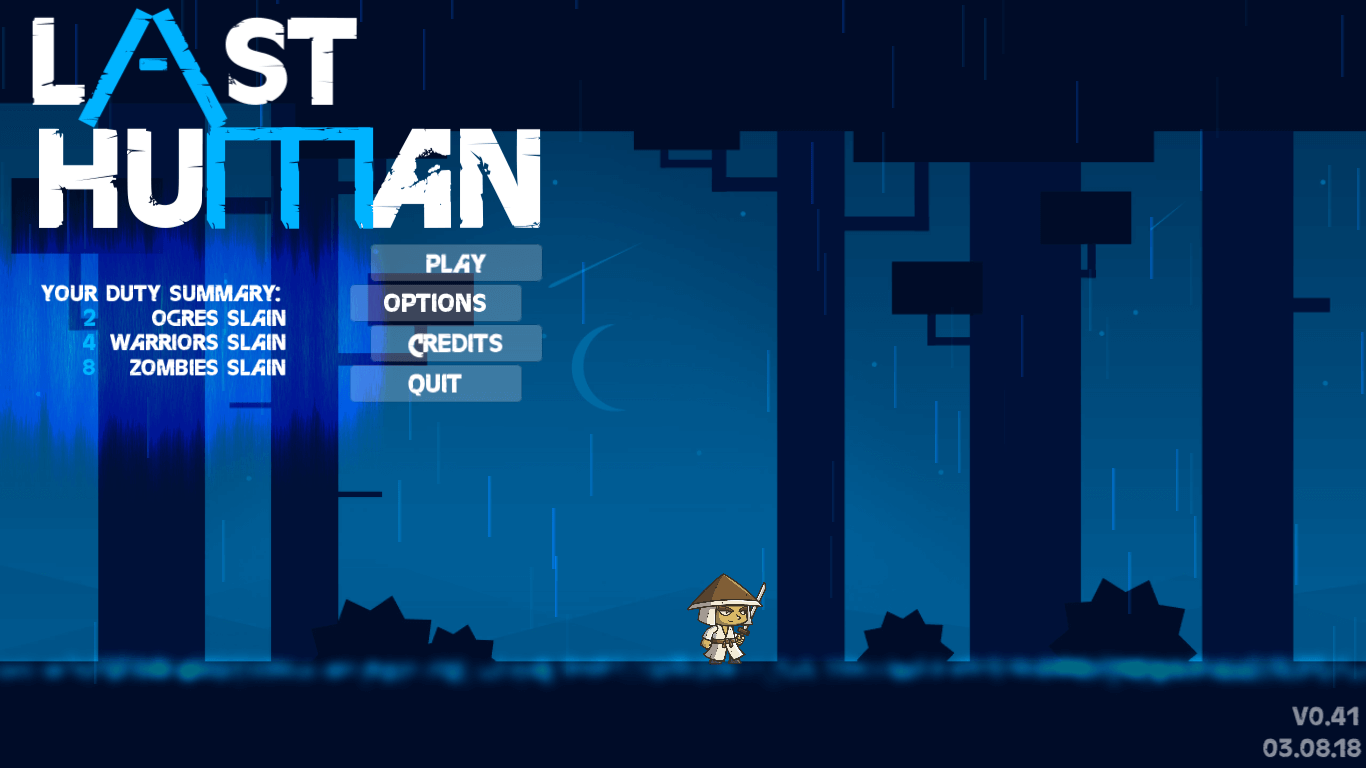 LAST
HUMAN
PLAY
OPTIONS
CREDITS
QUIT
YOUR DUTY SUMMARY:
2 OGRES SLAIN
4 WARRIORS SLAIN
8 ZOMBIES SLAIN
V0.41
03.08.18